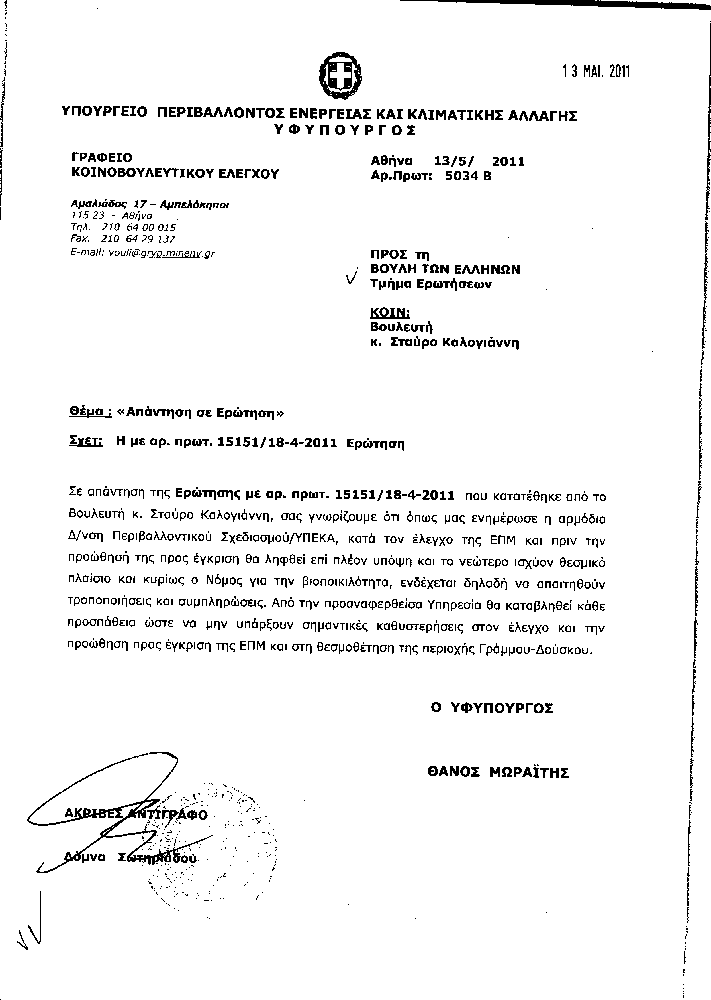 13 ΜΑΙ. 2011
ΥΠΟΥΡΓΕΙΟ ΠΕΡΙΒΑΛΛΟΝΤΟΣ ΕΝΕΡΓΕΙΑΣ ΚΑΙ ΚΛΙΜΑΤΙΚΗΣ ΑΛΛΑΓΗΣ
ΥΦΥΠΟΥΡΓΟΣ
ΓΡΑΦΕΙΟ
ΚΟΙΝΟΒΟΥΛΕΥΤΙΚΟΥ ΕΛΕΓΧΟΥ
Αθήνα 13/5/ 2011
Αρ.Πρωτ: 5034 Β
Αμαλιάδος 17 – Αμπελόκηποι
115 23 - Αθήνα
Τηλ. 210 64 00 015
Fax. 210 64 29 137
E-mail: vouli@gryp.minenv.gr
ΠΡΟΣ τη
ΒΟΥΛΗ ΤΩΝ ΕΛΛΗΝΩΝ
Τμήμα Ερωτήσεων
ΚΟΙΝ:
Βουλευτή
κ. Σταύρο Καλογιάννη
Θέμα : «Απάντηση σε Ερώτηση»
Σχετ: Η με αρ. πρωτ. 15151/18-4-2011 Ερώτηση
Σε απάντηση της Ερώτησης με αρ. πρωτ. 15151/18-4-2011 που κατατέθηκε από το
Βουλευτή κ. Σταύρο Καλογιάννη, σας γνωρίζουμε ότι όπως μας ενημέρωσε η αρμόδια
Δ/νση Περιβαλλοντικού Σχεδιασμού/ΥΠΕΚΑ, κατά τον έλεγχο της ΕΠΜ και πριν την
προώθησή της προς έγκριση θα ληφθεί επί πλέον υπόψη και το νεώτερο ισχύον θεσμικό
πλαίσιο και κυρίως ο Νόμος για την βιοποικιλότητα, ενδέχεται δηλαδή να απαιτηθούν
τροποποιήσεις και συμπληρώσεις. Από την προαναφερθείσα Υπηρεσία θα καταβληθεί κάθε
προσπάθεια ώστε να μην υπάρξουν σημαντικές καθυστερήσεις στον έλεγχο και την
προώθηση προς έγκριση της ΕΠΜ και στη θεσμοθέτηση της περιοχής Γράμμου-Δούσκου.
Ο ΥΦΥΠΟΥΡΓΟΣ
ΘΑΝΟΣ ΜΩΡΑΪΤΗΣ
ΑΚΡΙΒΕΣ ΑΝΤΙΓΡΑΦΟ
Δόμνα Σωτηριάδου